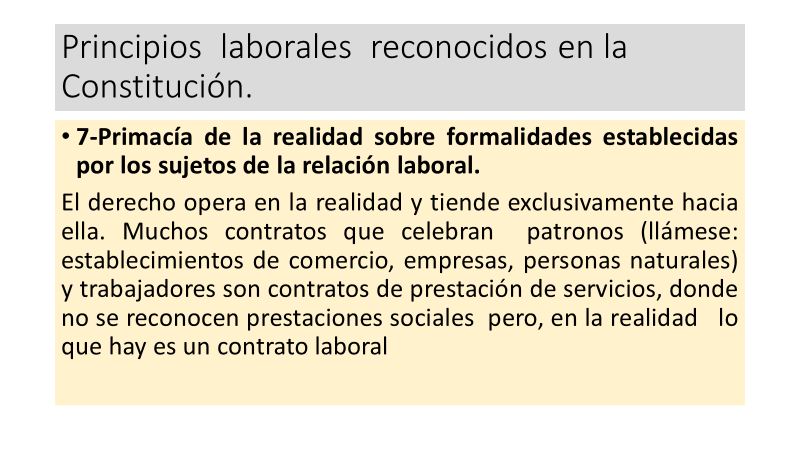 Principios laborales reconocidos en la
Constitución.
• 7-Primacía de la realidad sobre formalidades establecidas
por los sujetos de la relación laboral.
El derecho opera en la realidad y tiende exclusivamente hacia
ella. Muchos contratos que celebran patronos (llámese:
establecimientos de comercio, empresas, personas naturales)
y trabajadores son contratos de prestación de servicios, donde
no se reconocen prestaciones sociales pero, en la realidad lo
que hay es un contrato laboral